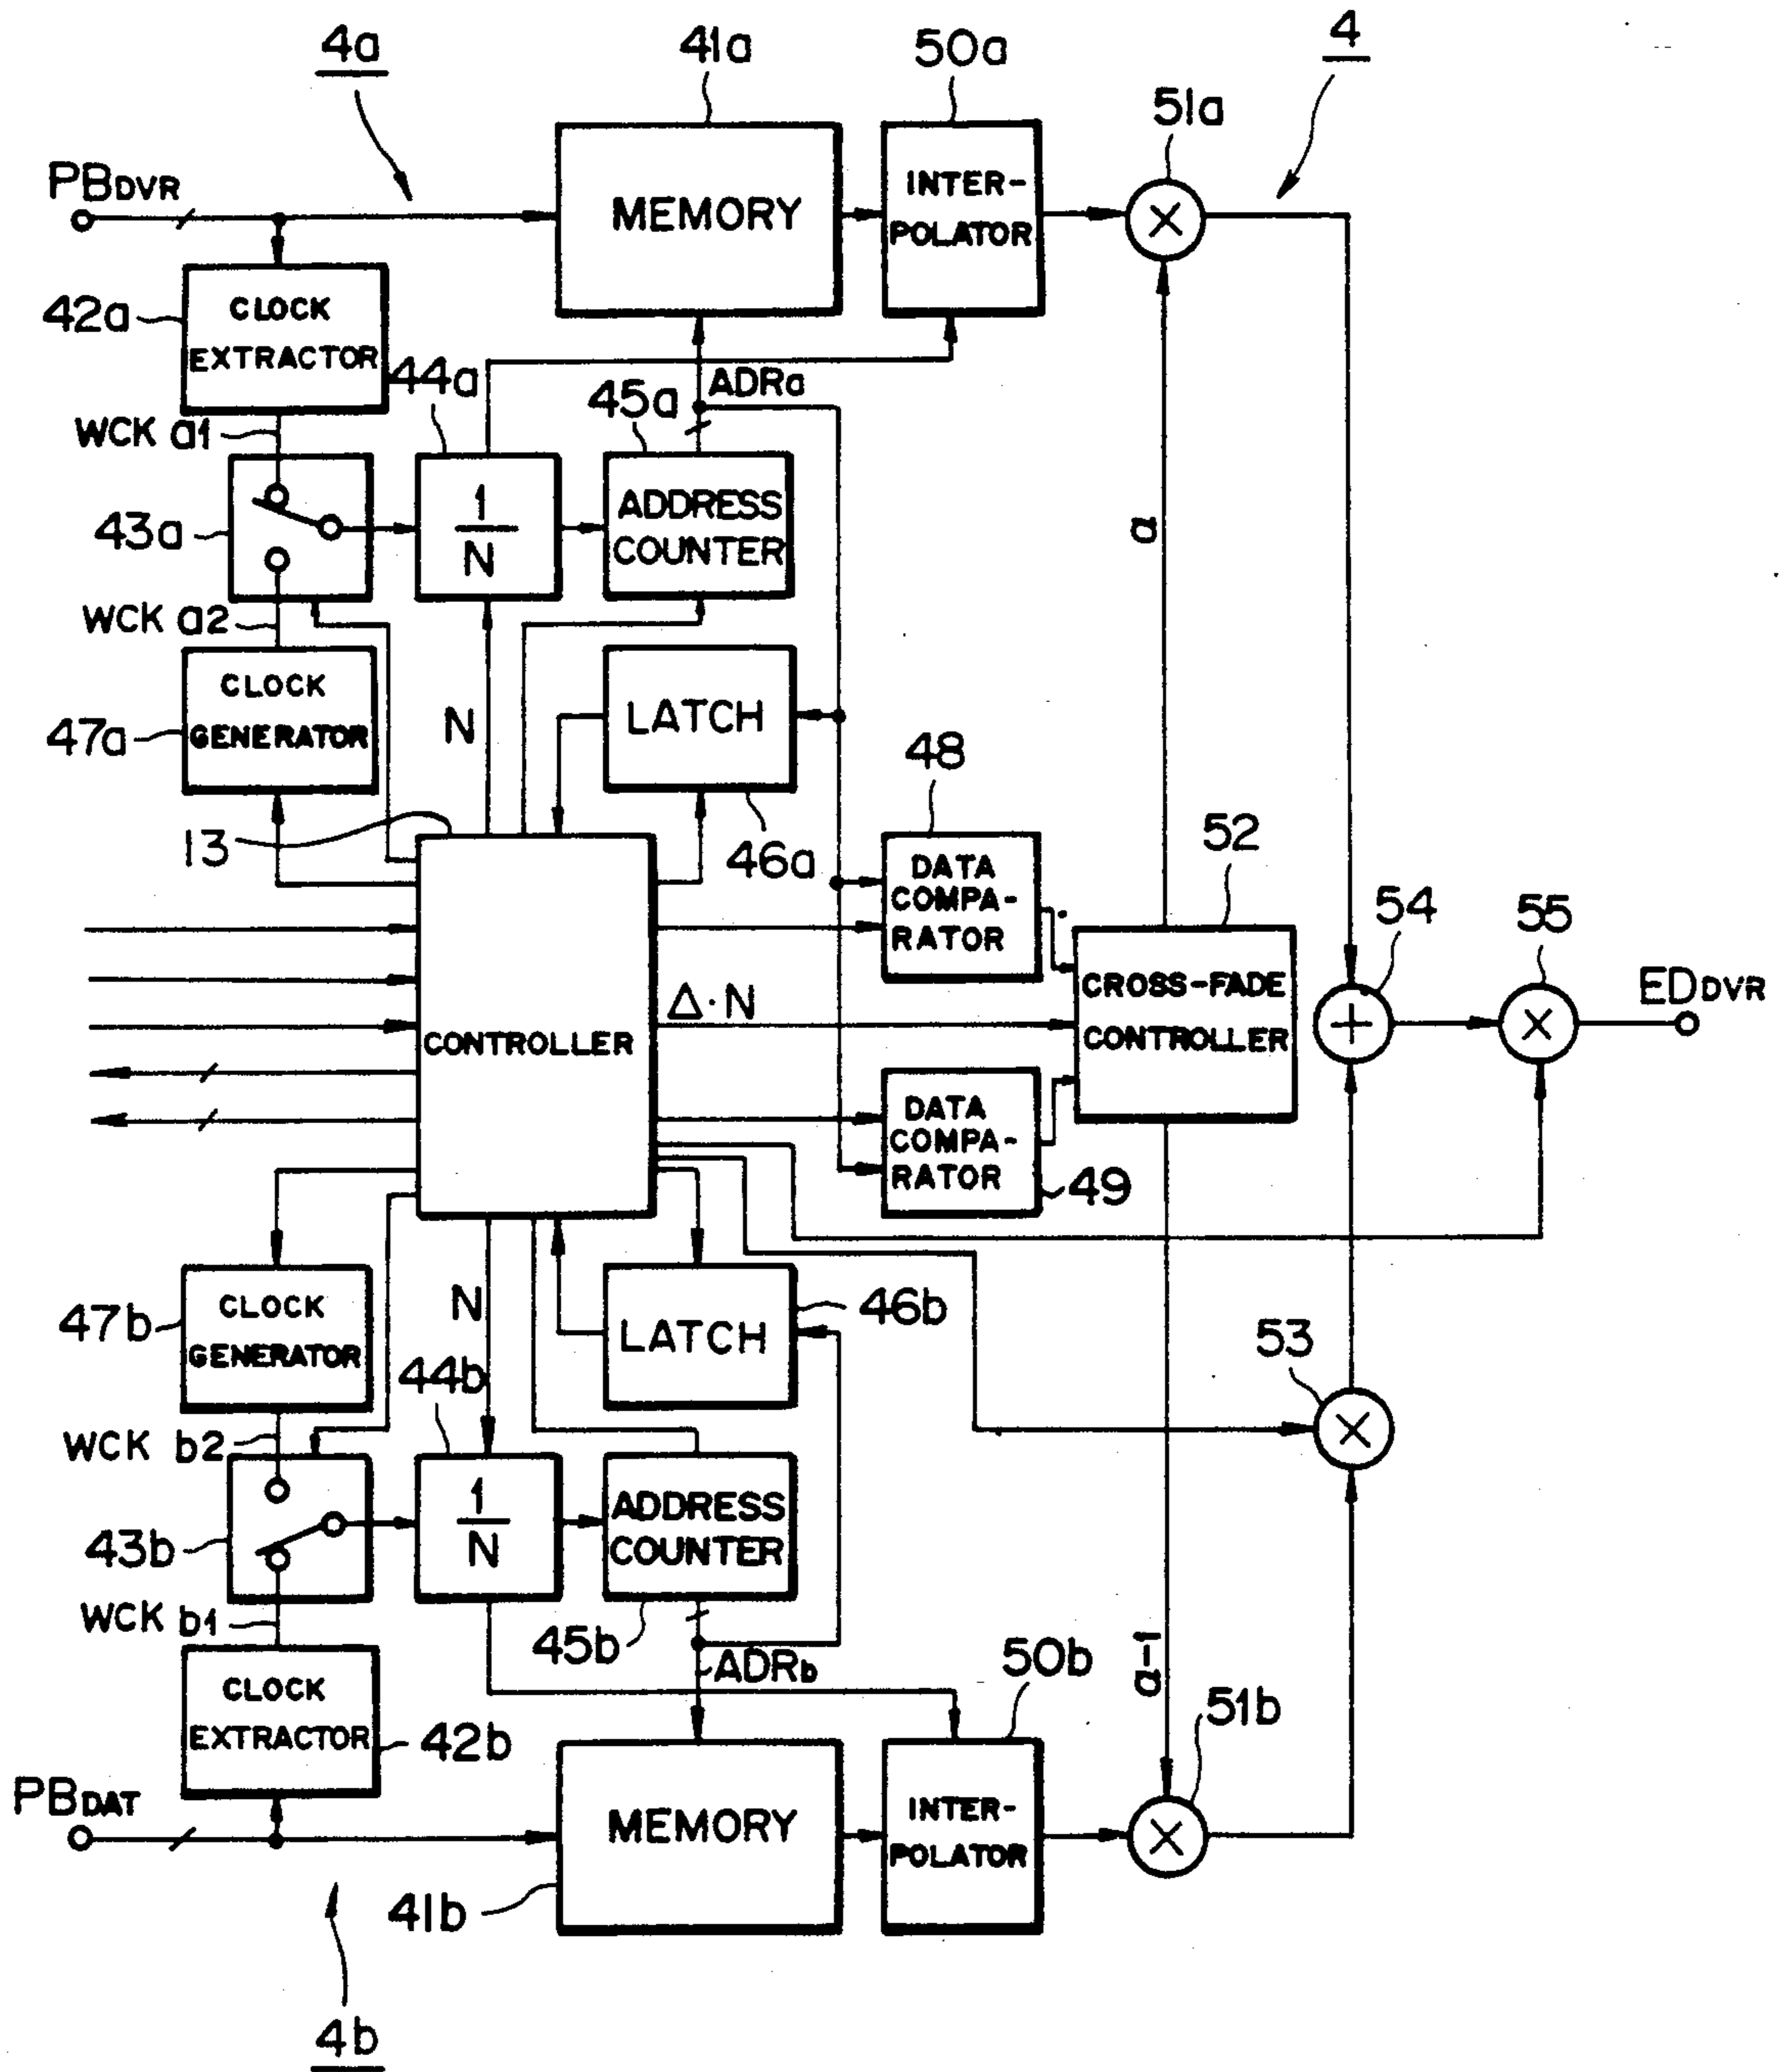 4a
41a
50a
4
51a
PBDVR
MEMORY
INTER-
POLATOR
×
42a
CLOCK
EXTRACTOR
44a
ADRa
45a
WCK a1
43a
1
N
ADDRESS
COUNTER
a
WCK a2
CLOCK
GENERATOR
47a
N
LATCH
48
13
46a
DATA
COMPA-
RATOR
52
54
55
CROSS-FADE
CONTROLLER
EDDVR
Δ·N
CONTROLLER
+
×
DATA
COMPA-
RATOR
49
47b
CLOCK
GENERATOR
N
LATCH
46b
53
44b
×
WCK b2
43b
1
N
ADDRESS
COUNTER
WCK b1
45b
ADRb
a-1
50b
CLOCK
EXTRACTOR
42b
51b
PBDAT
MEMORY
INTER-
POLATOR
×
41b
4b